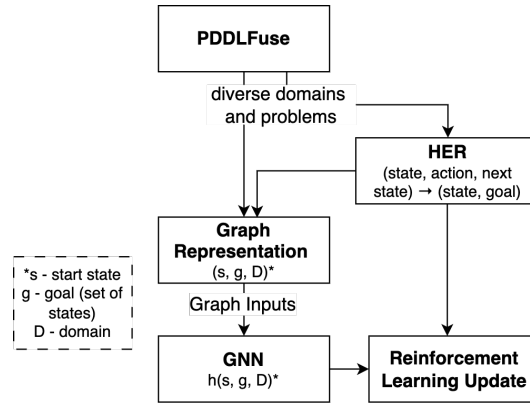 PDDLFuse
diverse domains
and problems
HER
(state, action, next
state) → (state, goal)
Graph
Representation
(s, g, D)*
*s - start state
g - goal (set of
states)
D - domain
Graph Inputs
GNN
h(s, g, D)*
Reinforcement
Learning Update